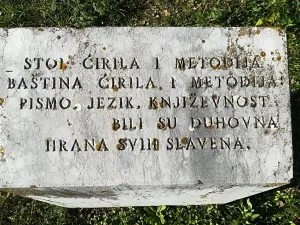 STOL ĆIRILA I METODIJA.
BAŠTINA ĆIRILA I METODIJA:
PISMO, JEZIK, KNJIŽEVNOST
BILI SU DUHOVNA
HRANA SVIH SLAVENA.